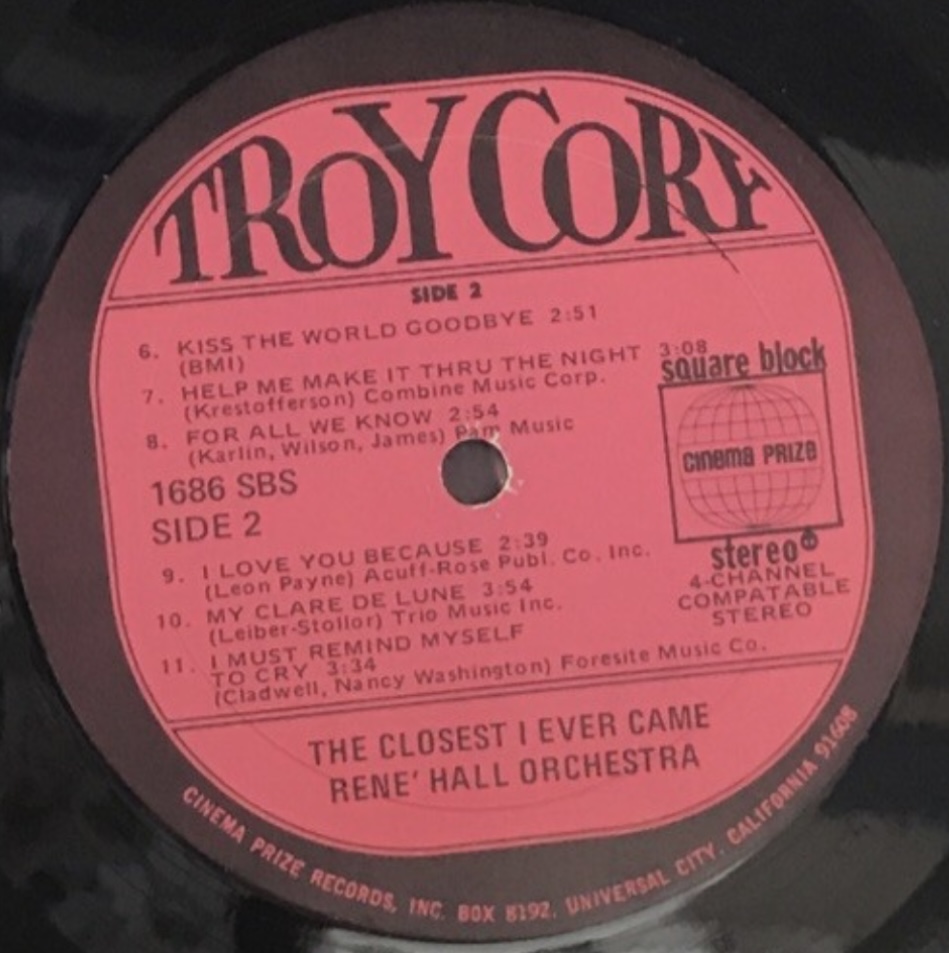 TROY CORY
SIDE 2
6. KISS THE WORLD GOODBYE 2:51
(BMI)
7. HELP ME MAKE IT THRU THE NIGHT 3:08
(Krestofferson) Combine Music Corp.
8. FOR ALL WE KNOW 2:54
(Karlin, Wilson, James) Pam Music
1686 SBS
SIDE 2
square block
CINEMA PRIZE
stereo
4-CHANNEL
COMPATABLE
STEREO
9. I LOVE YOU BECAUSE 2:39
(Leon Payne) Acuff-Rose Publ. Co. Inc.
10. MY CLARE DE LUNE 3:54
(Leiber-Stollor) Trio Music Inc.
11. I MUST REMIND MYSELF
TO CRY 3:34
(Cladwell, Nancy Washington) Foresite Music Co.
THE CLOSEST I EVER CAME
RENE' HALL ORCHESTRA
CINEMA PRIZE RECORDS, INC. BOX 8192, UNIVERSAL CITY, CALIFORNIA 91608